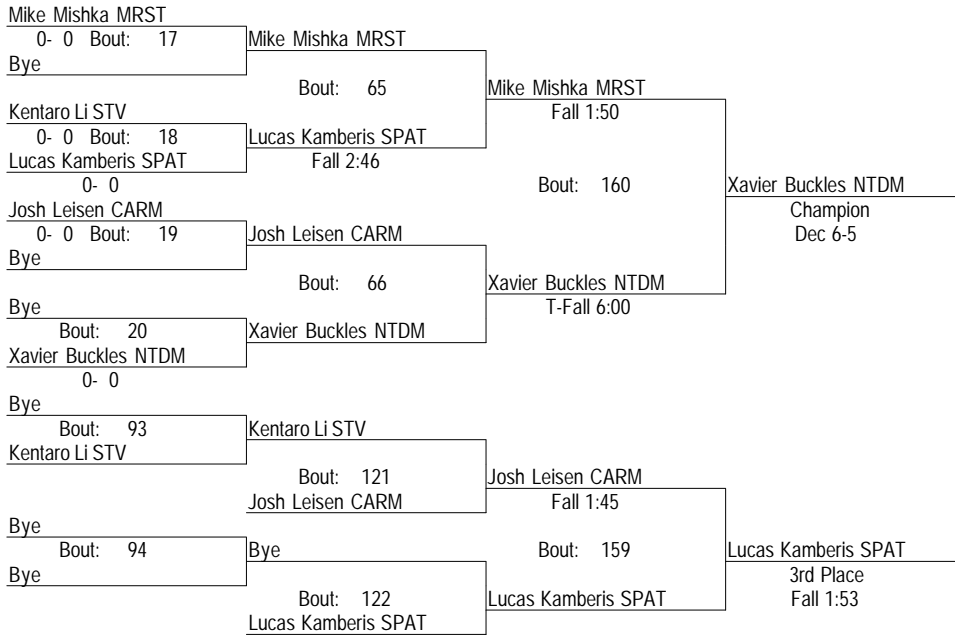 Mike Mishka MRST
0- 0 Bout: 17 Mike Mishka MRST
Bye
Bout: 65 Mike Mishka MRST
Kentaro Li STV Fall 1:50
0- 0 Bout: 18 Lucas Kamberis SPAT
Lucas Kamberis SPAT Fall 2:46
0- 0 Bout: 160 Xavier Buckles NTDM
Josh Leisen CARM Champion
0- 0 Bout: 19 Josh Leisen CARM Dec 6-5
Bye
Bout: 66 Xavier Buckles NTDM
Bye T-Fall 6:00
Bout: 20 Xavier Buckles NTDM
Xavier Buckles NTDM
0- 0
Bye
Bout: 93 Kentaro Li STV
Kentaro Li STV
Bout: 121 Josh Leisen CARM
Josh Leisen CARM Fall 1:45
Bye
Bout: 94 Bye Bout: 159 Lucas Kamberis SPAT
Bye 3rd Place
Bout: 122 Lucas Kamberis SPAT Fall 1:53
Lucas Kamberis SPAT